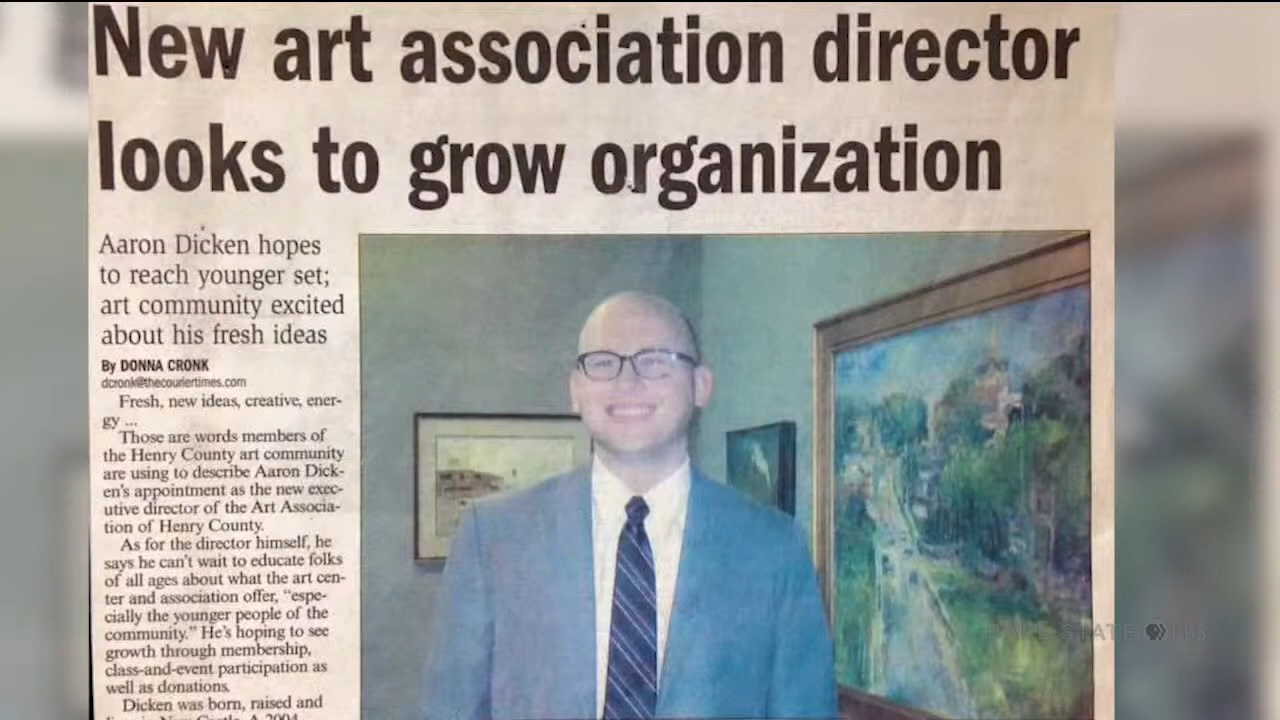 New art association director
looks to grow organization
Aaron Dicken hopes
to reach younger set;
art community excited
about his fresh ideas
By DONNA CRONK
dcronk@thecouriertimes.com
Fresh, new ideas, creative, ener-
gy ...
Those are words members of
the Henry County art community
are using to describe Aaron Dick-
en's appointment as the new exec-
utive director of the Art Associa-
tion of Henry County.
As for the director himself, he
says he can't wait to educate folks
of all ages about what the art cen-
ter and association offer, "espe-
cially the younger people of the
community." He's hoping to see
growth through membership,
class-and-event participation as
well as donations.
Dicken was born, raised and
STATE PBS